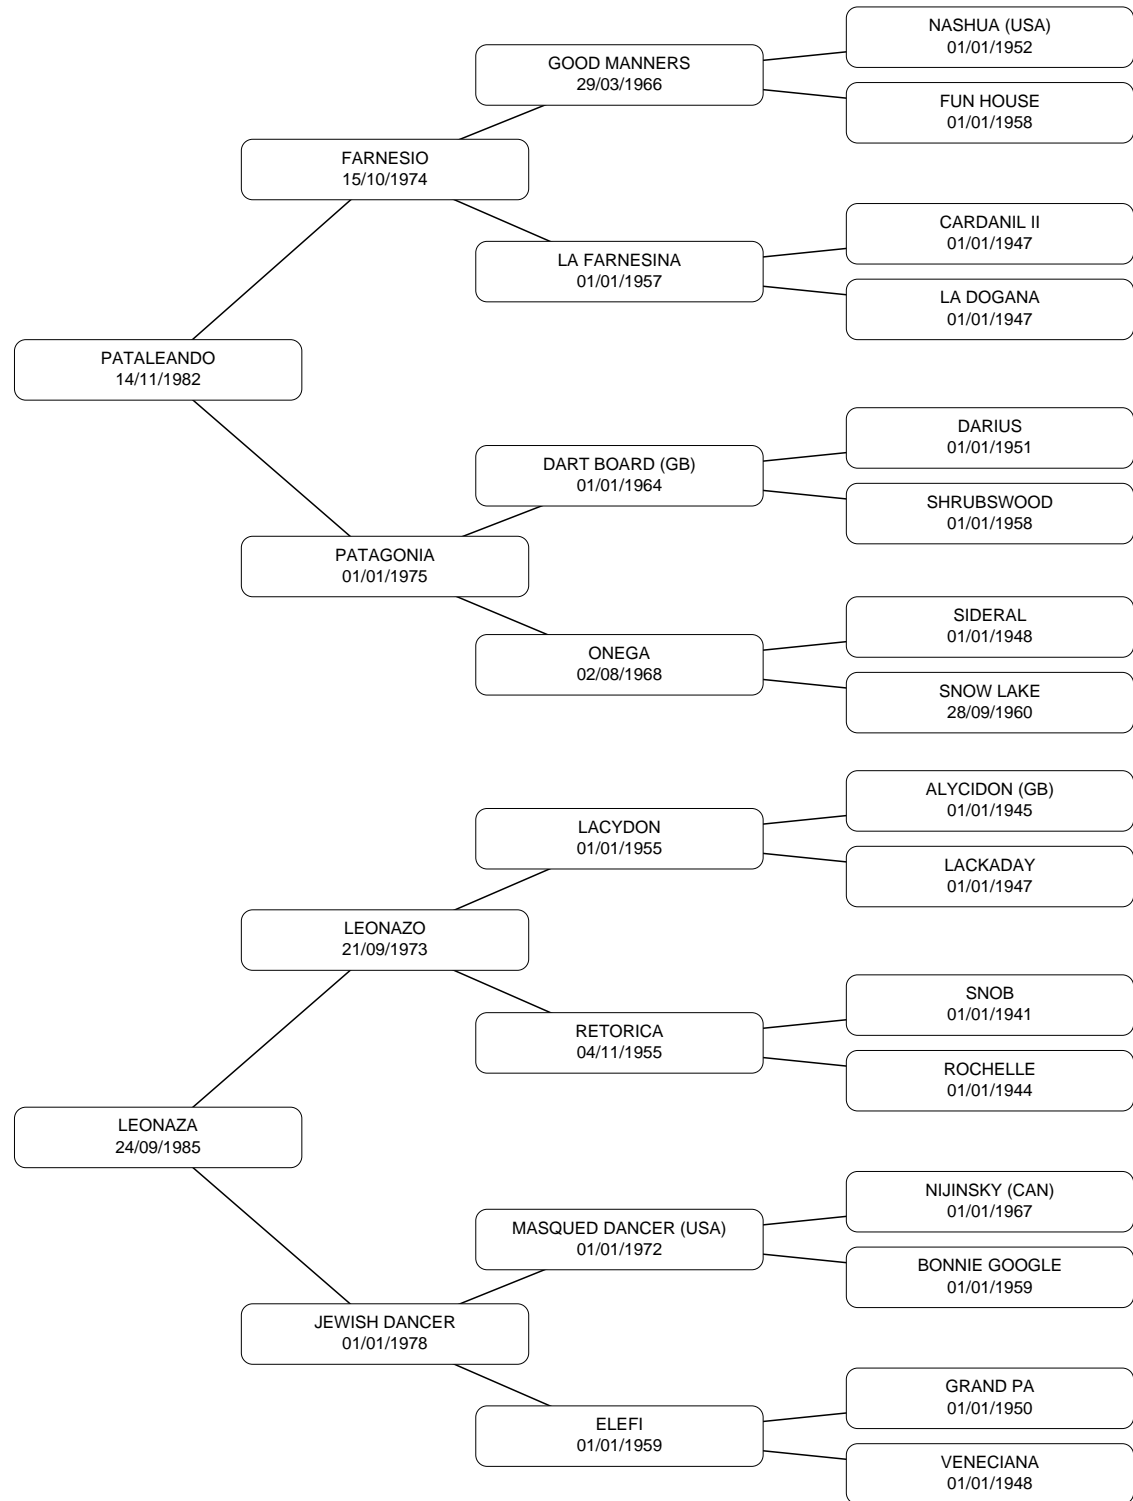 NASHUA (USA)
01/01/1952
GOOD MANNERS
29/03/1966
FUN HOUSE
01/01/1958
FARNESIO
15/10/1974
CARDANIL II
01/01/1947
LA FARNESINA
01/01/1957
LA DOGANA
01/01/1947
PATALEANDO
14/11/1982
DARIUS
01/01/1951
DART BOARD (GB)
01/01/1964
SHRUBSWOOD
01/01/1958
PATAGONIA
01/01/1975
SIDERAL
01/01/1948
ONEGA
02/08/1968
SNOW LAKE
28/09/1960
ALYCIDON (GB)
01/01/1945
LACYDON
01/01/1955
LACKADAY
01/01/1947
LEONAZO
21/09/1973
SNOB
01/01/1941
RETORICA
04/11/1955
ROCHELLE
01/01/1944
LEONAZA
24/09/1985
NIJINSKY (CAN)
01/01/1967
MASQUED DANCER (USA)
01/01/1972
BONNIE GOOGLE
01/01/1959
JEWISH DANCER
01/01/1978
GRAND PA
01/01/1950
ELEFI
01/01/1959
VENECIANA
01/01/1948